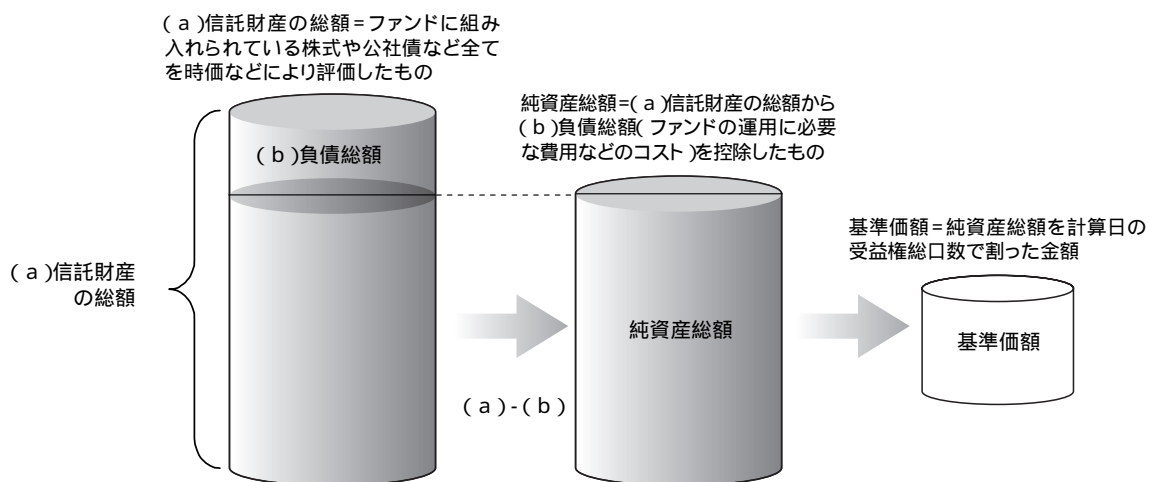 (a)信託財産の総額=ファンドに組み
入れられている株式や公社債など全て
を時価などにより評価したもの
純資産総額=(a)信託財産の総額から
(b)負債総額(ファンドの運用に必要
な費用などのコスト)を控除したもの
(b)負債総額
基準価額=純資産総額を計算日の
受益権総口数で割った金額
(a)信託財産
の総額
純資産総額
基準価額
(a)-(b)